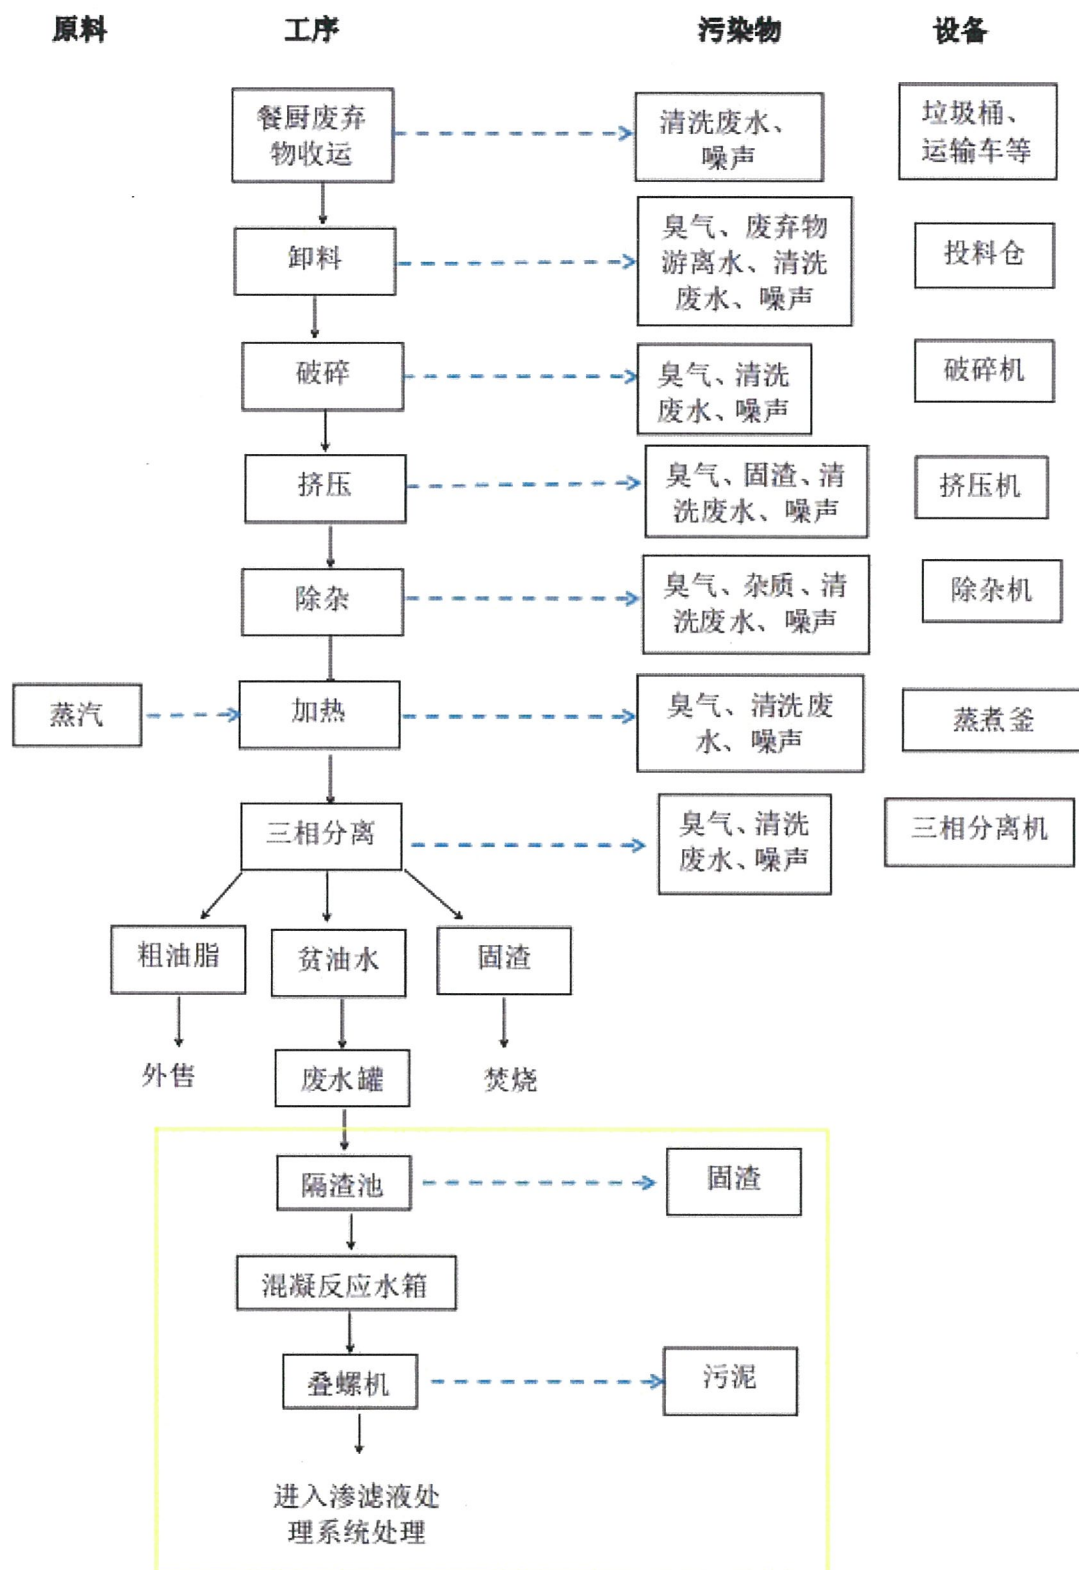 原料 工序 污染物 设备
餐厨废弃
物收运
清洗废水、
噪声
垃圾桶、
运输车等
卸料
臭气、废弃物
游离水、清洗
废水、噪声
投料仓
破碎
臭气、清洗
废水、噪声
破碎机
挤压
臭气、固渣、清
洗废水、噪声
挤压机
除杂
臭气、杂质、清
洗废水、噪声
除杂机
蒸汽
加热
臭气、清洗废
水、噪声
蒸煮釜
三相分离
臭气、清洗
废水、噪声
三相分离机
粗油脂
贫油水
固渣
外售
废水罐
焚烧
隔渣池
固渣
混凝反应水箱
叠螺机
污泥
进入渗滤液处
理系统处理